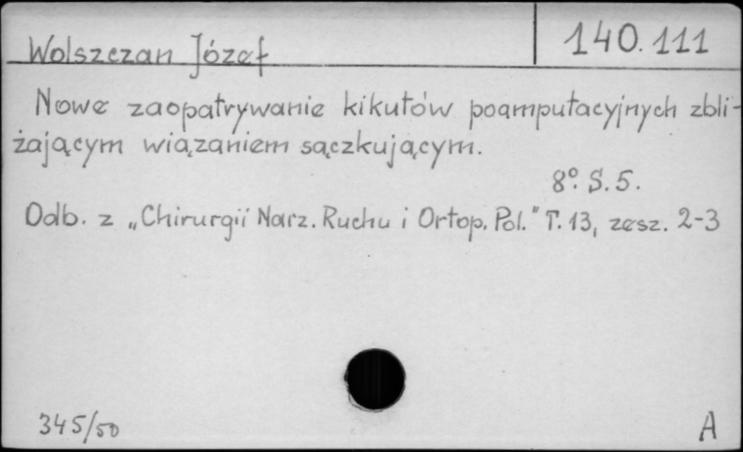 Wolszczan Józef
140.111
Nowe zaopatrywanie kikutów poamputacyjnych zbli-
żającym wiązaniem sączkującym.
8° S. 5.
Odb. z „Chirurgii Narz. Ruchu i Ortop. Pol." T. 13, zesz. 2-3
345/50
A